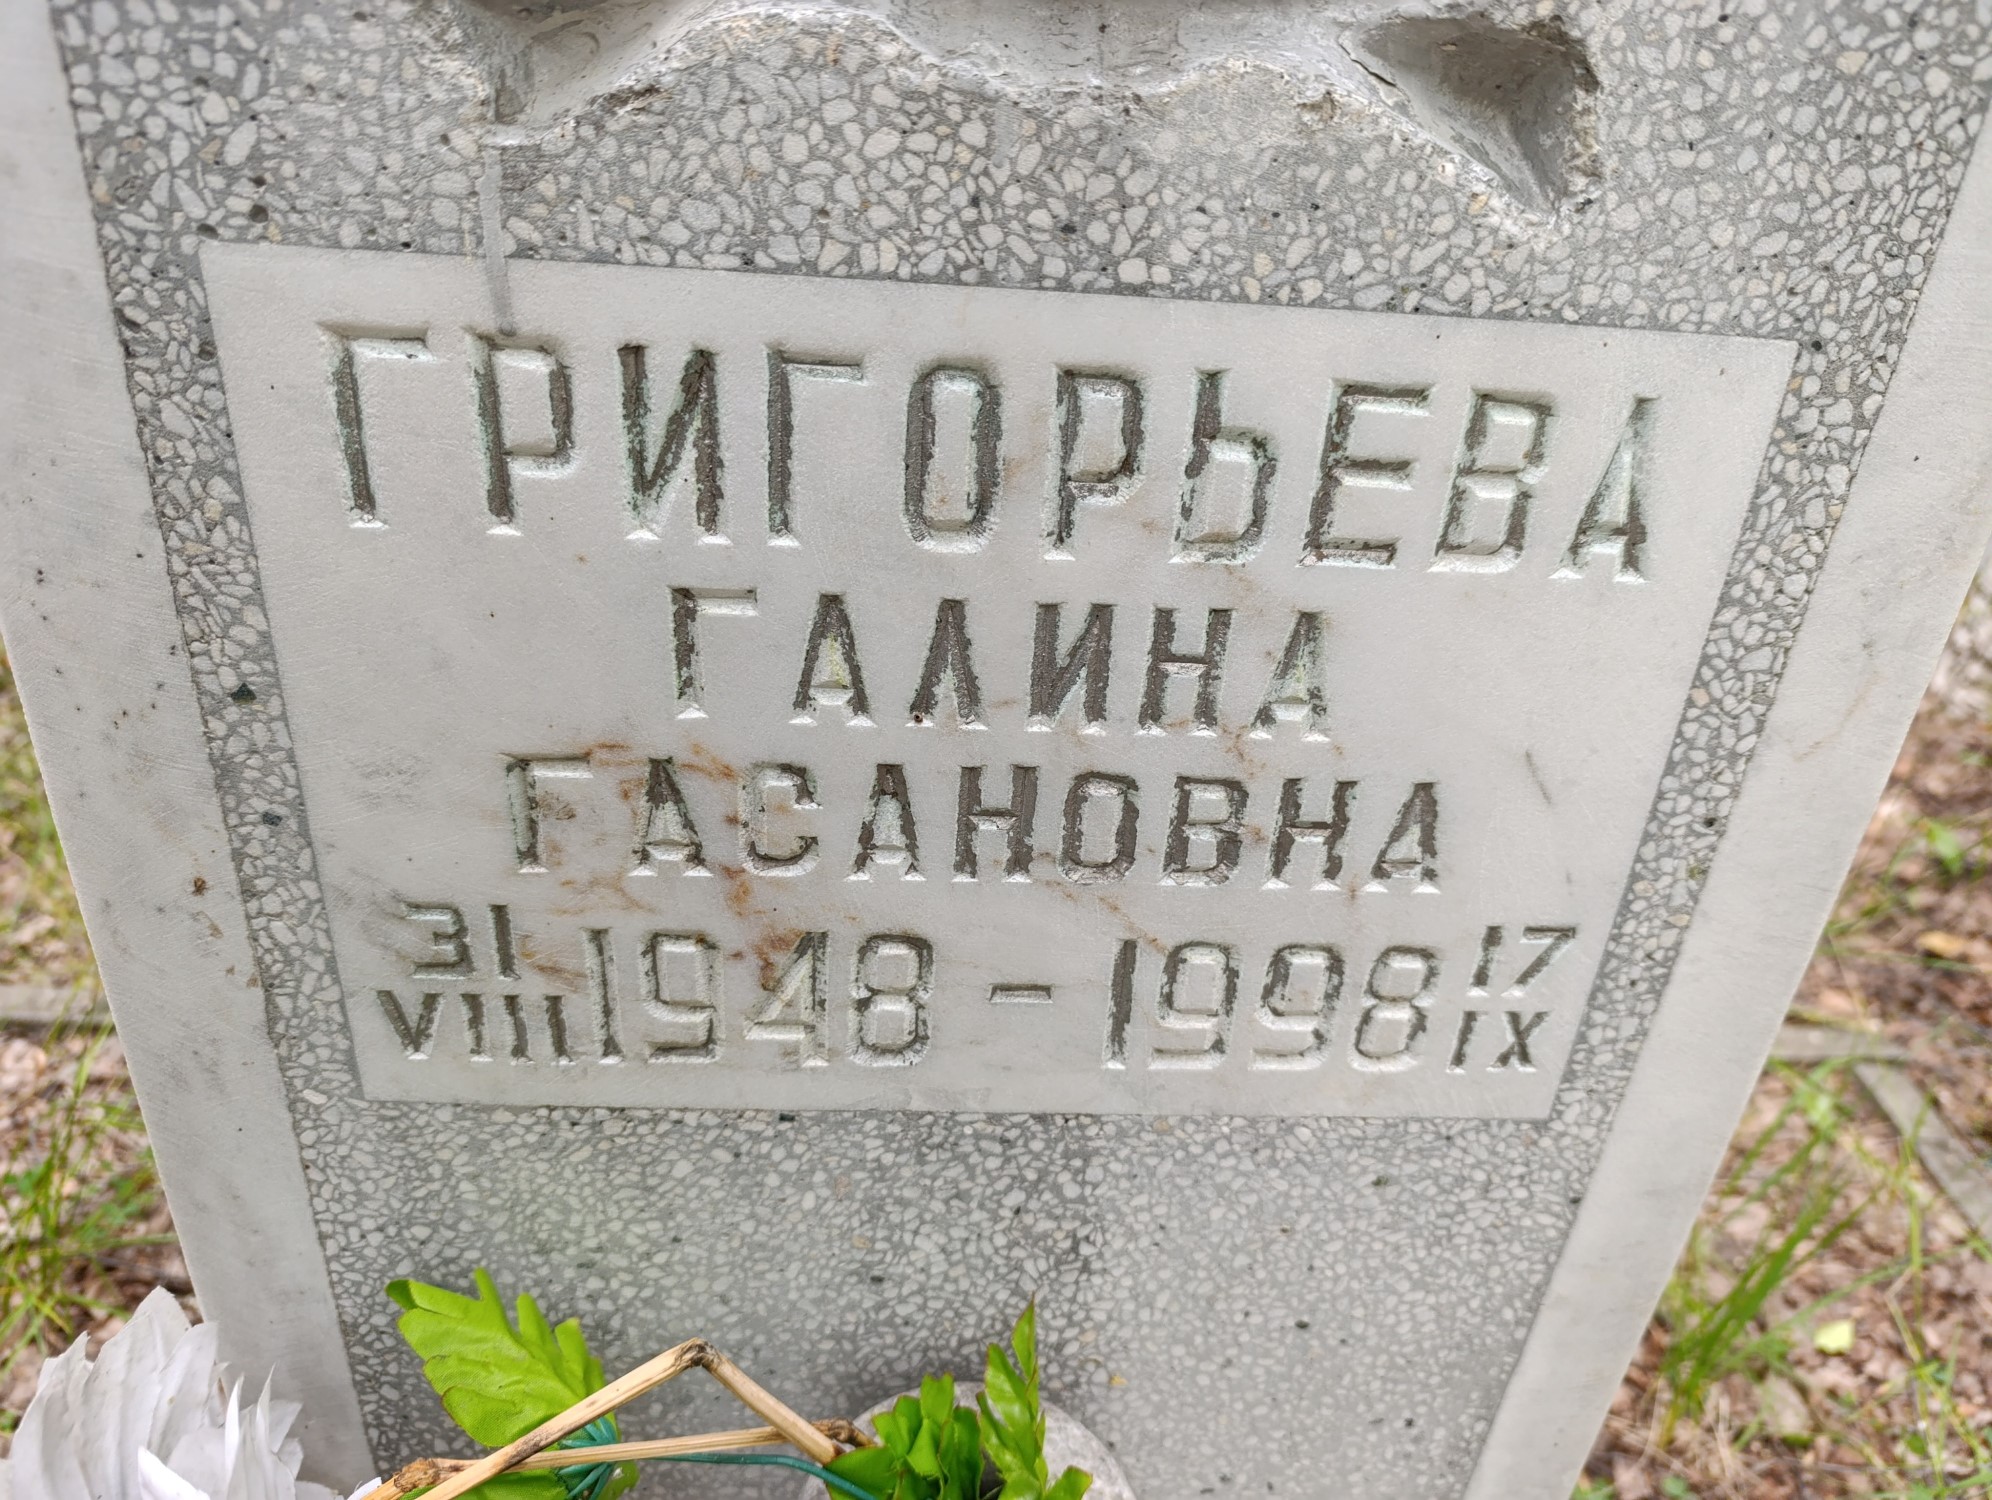 ГРИГОРЬЕВА
ГАЛИНА
ГАСАНОВНА
31 VIII 1948 - 1998 17 IX